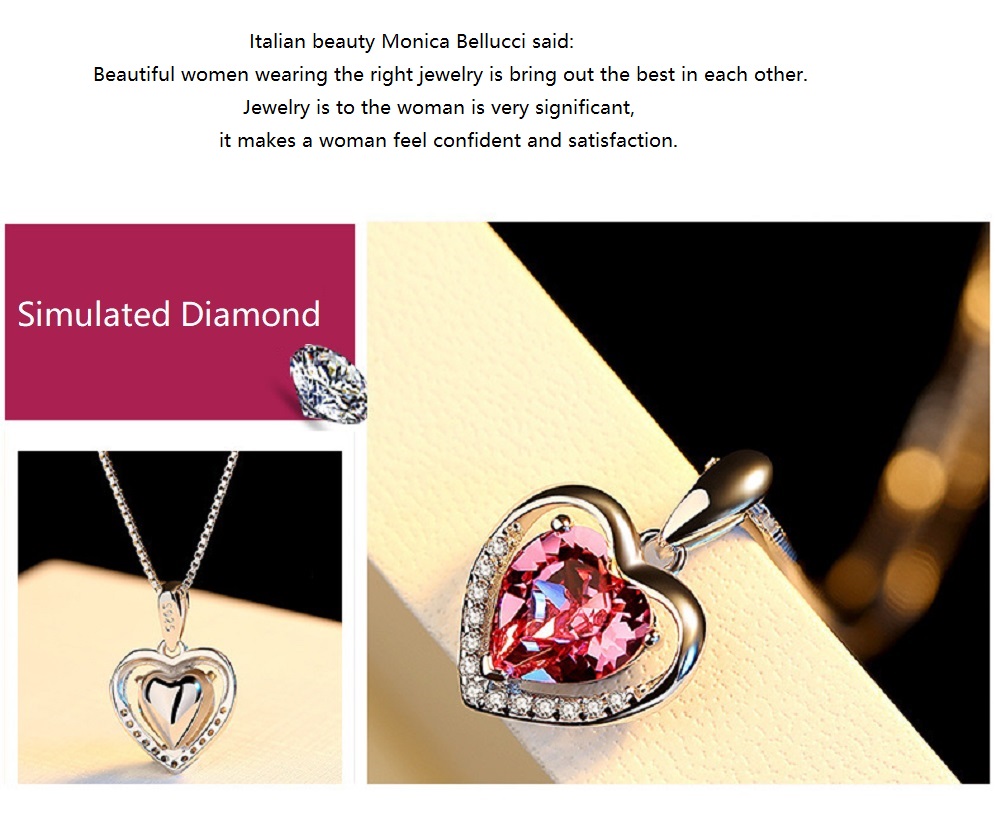 Italian beauty Monica Bellucci said:
Beautiful women wearing the right jewelry is bring out the best in each other.
Jewelry is to the woman is very significant,
it makes a woman feel confident and satisfaction.
Simulated Diamond